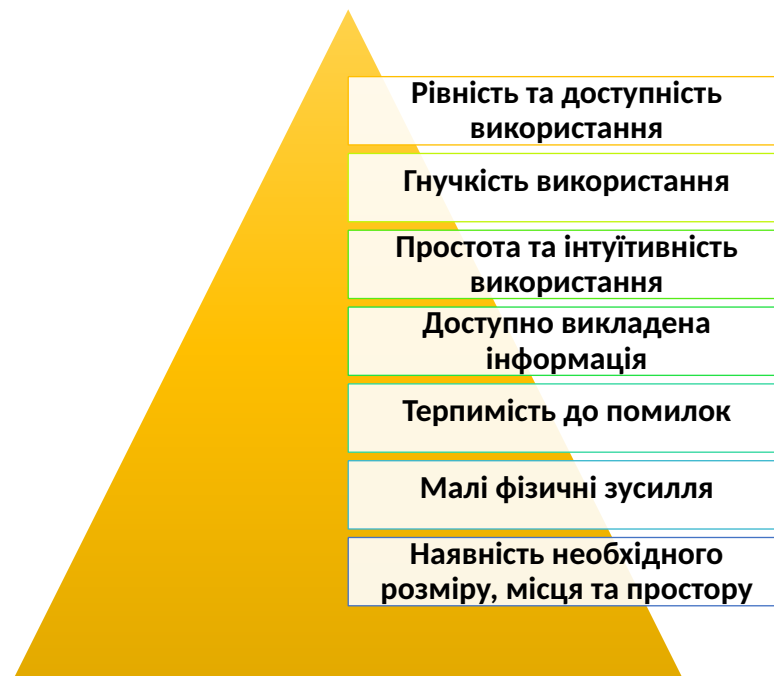 Рівність та доступність
використання
Гнучкість використання
Простота та інтуїтивність
використання
Доступно викладена
інформація
Терпимість до помилок
Малі фізичні зусилля
Наявність необхідного
розміру, місця та простору